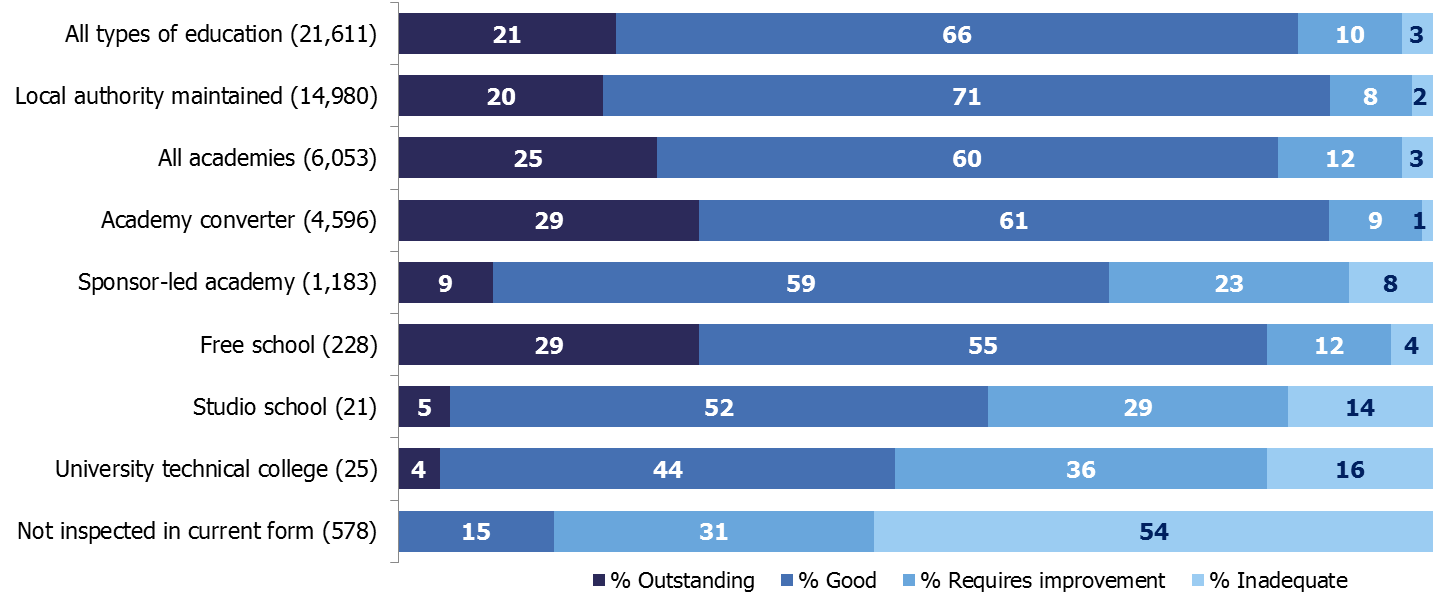 All types of education (21,611) 21 66 10 3
Local authority maintained (14,980) 20 71 8 2
All academies (6,053) 25 60 12 3
Academy converter (4,596) 29 61 9 1
Sponsor-led academy (1,183) 9 59 23 8
Free school (228) 29 55 12 4
Studio school (21) 5 52 29 14
University technical college (25) 4 44 36 16
Not inspected in current form (578) 15 31 54
% Outstanding % Good % Requires improvement % Inadequate